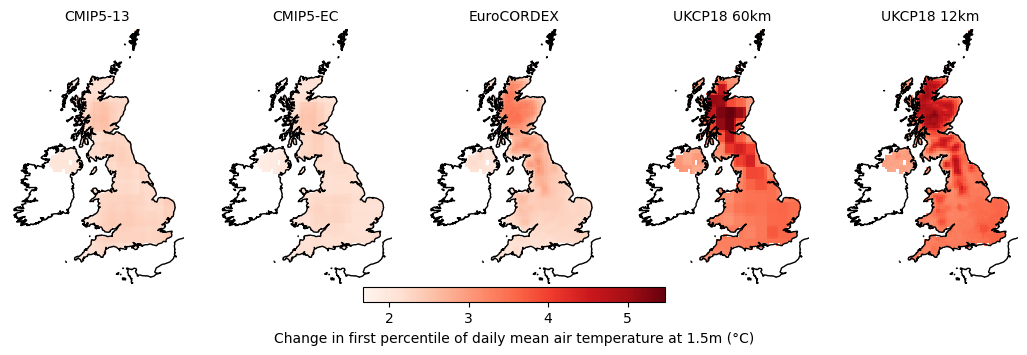 CMIP5-13 CMIP5-EC EuroCORDEX UKCP18 60km UKCP18 12km
2 3 4 5
Change in first percentile of daily mean air temperature at 1.5m (°C)